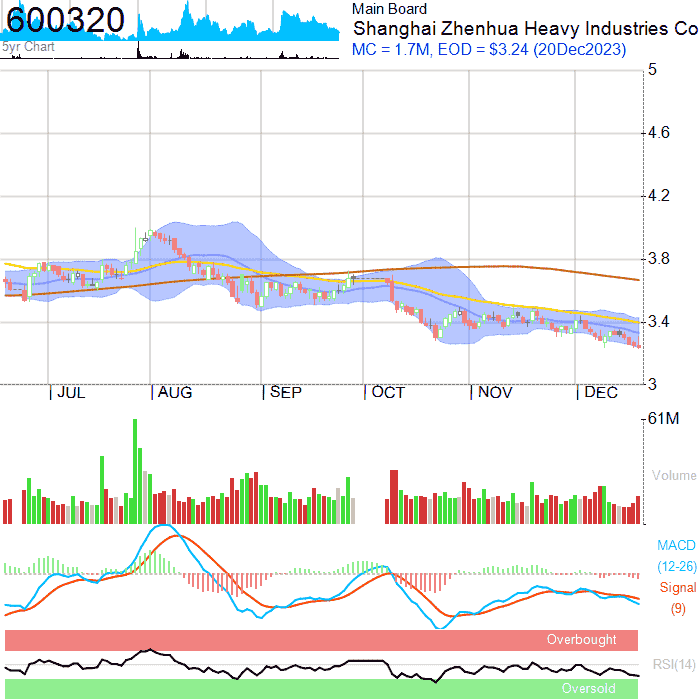 600320
5yr Chart
Main Board
Shanghai Zhenhua Heavy Industries Co
MC = 1.7M, EOD = $3.24 (20Dec2023)
5
4.6
4.2
3.8
3.4
3
JUL AUG SEP OCT NOV DEC
61M
Volume
MACD
(12-26)
Signal
(9)
Overbought
RSI(14)
Oversold